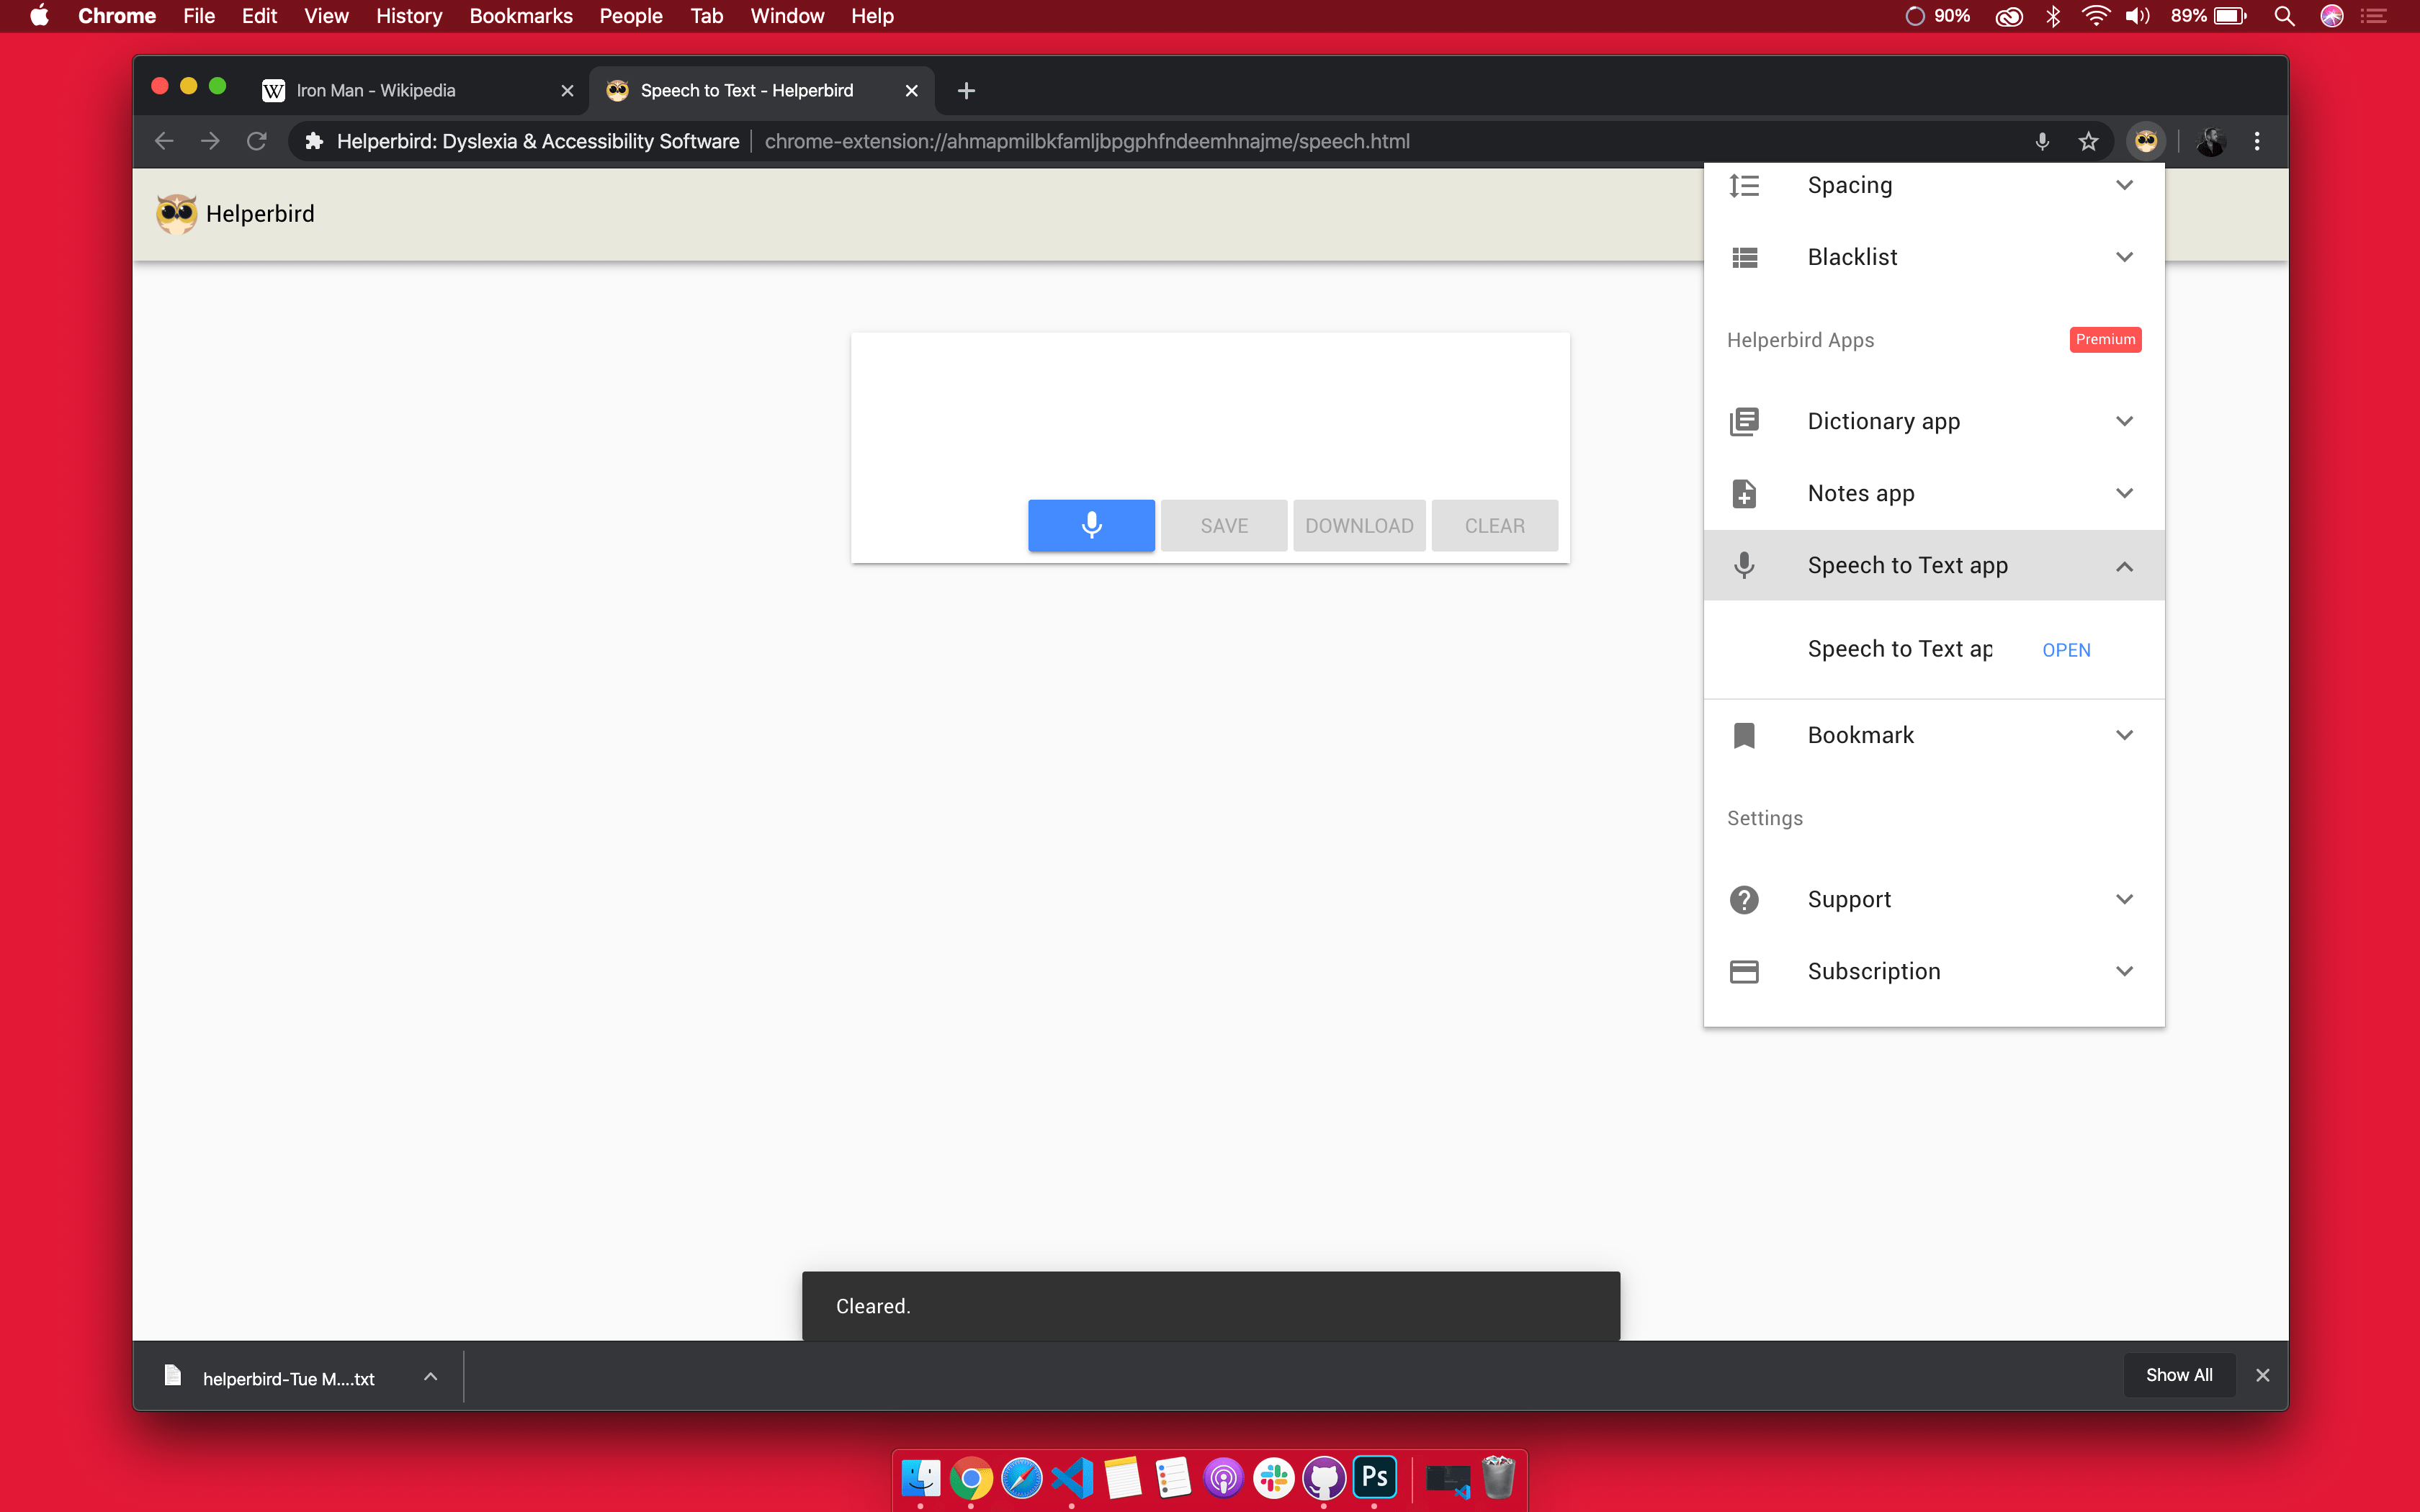 Chrome File Edit View History Bookmarks People Tab Window Help 90% 89%
Iron Man - Wikipedia Speech to Text - Helperbird
Helperbird: Dyslexia & Accessibility Software chrome-extension://ahmapmilbkfamljbpgphfndeemhnajme/speech.html
Helperbird
SAVE DOWNLOAD CLEAR
Spacing
Blacklist
Helperbird Apps Premium
Dictionary app
Notes app
Speech to Text app
Speech to Text ap OPEN
Bookmark
Settings
Support
Subscription
Cleared.
helperbird-Tue M....txt Show All
Ps